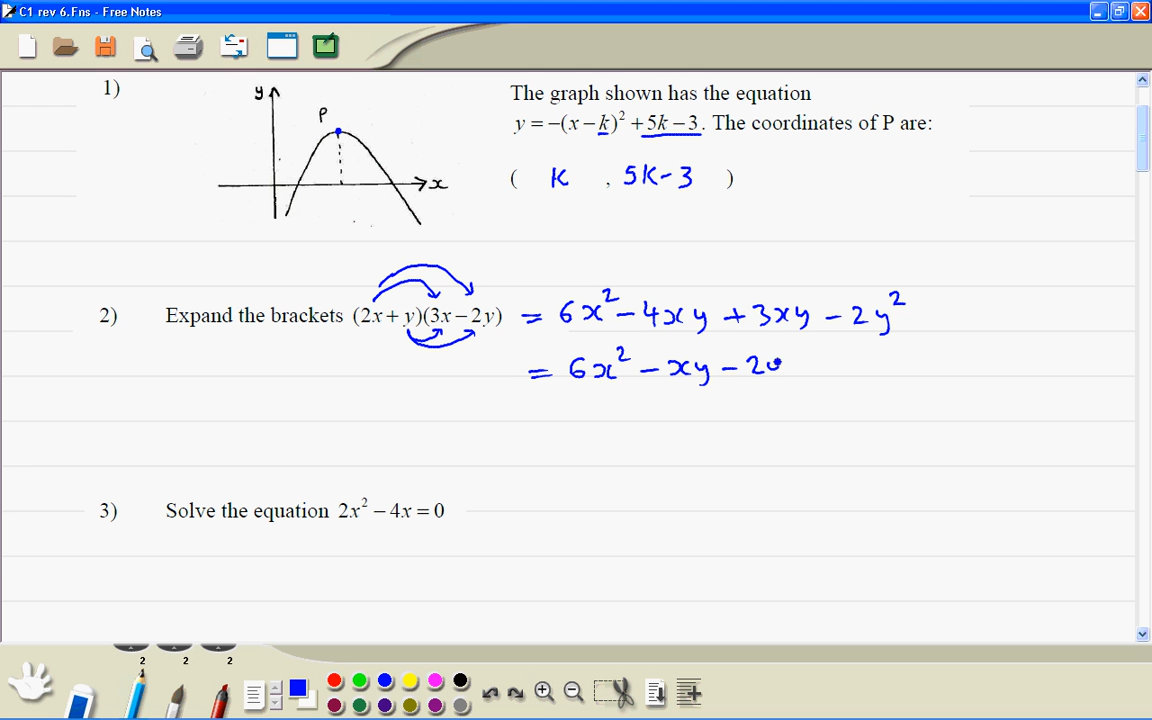 C1 rev 6.Fns - Free Notes
1)
y
P
x
The graph shown has the equation
y = −(x − k)² + 5k − 3. The coordinates of P are:
( k , 5k − 3 )
2) Expand the brackets (2x + y)(3x − 2y) = 6x² − 4xy + 3xy − 2y²
= 6x² − xy − 2
3) Solve the equation 2x² − 4x = 0
2 2 2